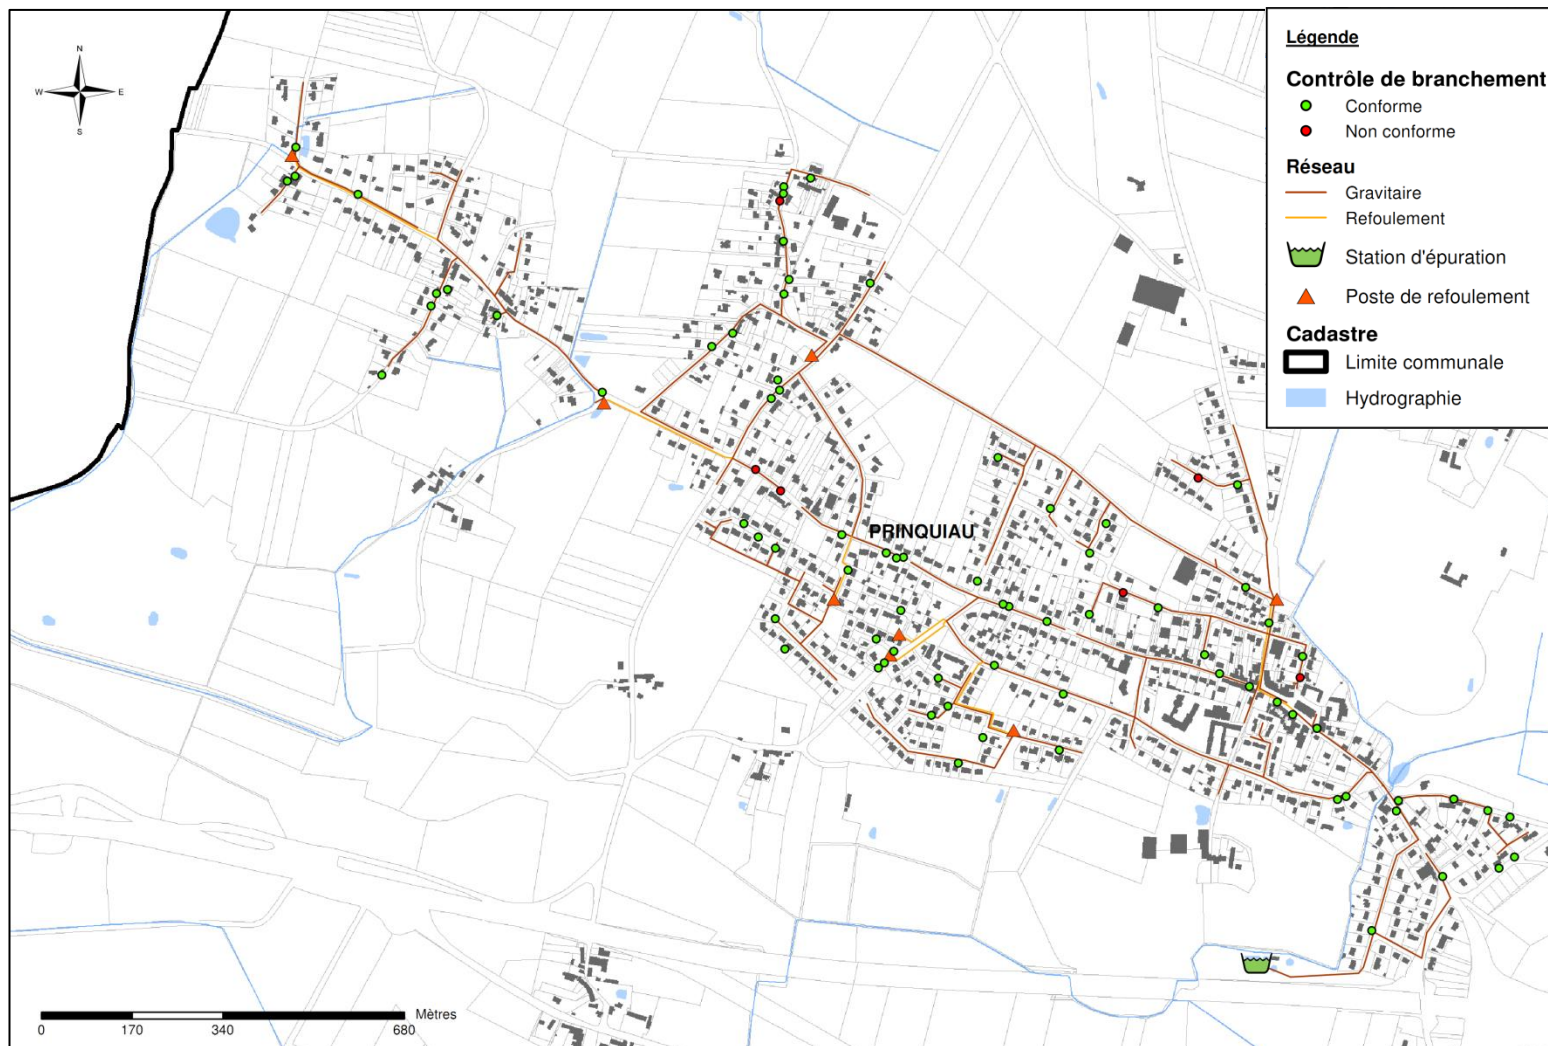 N
W E
S
PRINQUIAU
Légende
Contrôle de branchement
Conforme
Non conforme
Réseau
Gravitaire
Refoulement
Station d'épuration
Poste de refoulement
Cadastre
Limite communale
Hydrographie
Mètres
0 170 340 680